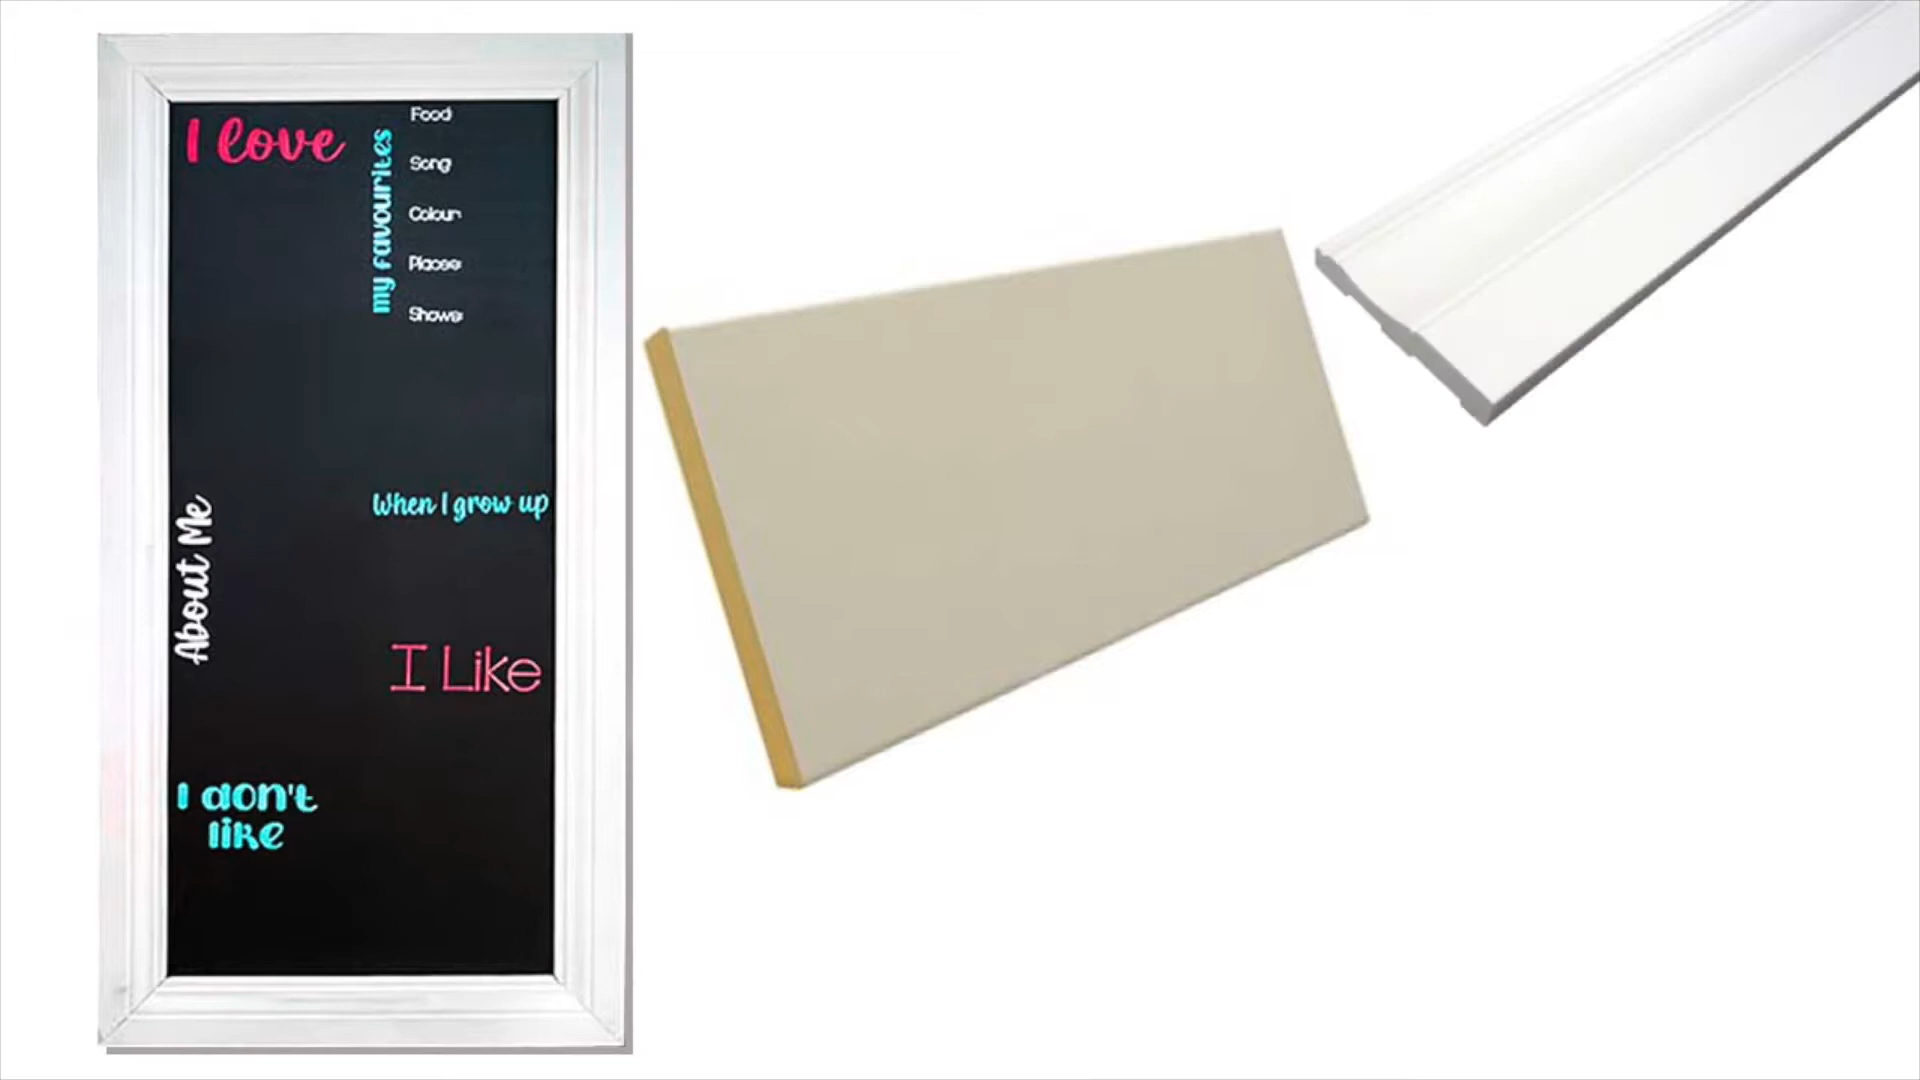 I love
my favourites
Food
Song
Colour
Places
Shows
About Me
When I grow up
I Like
I don't
like